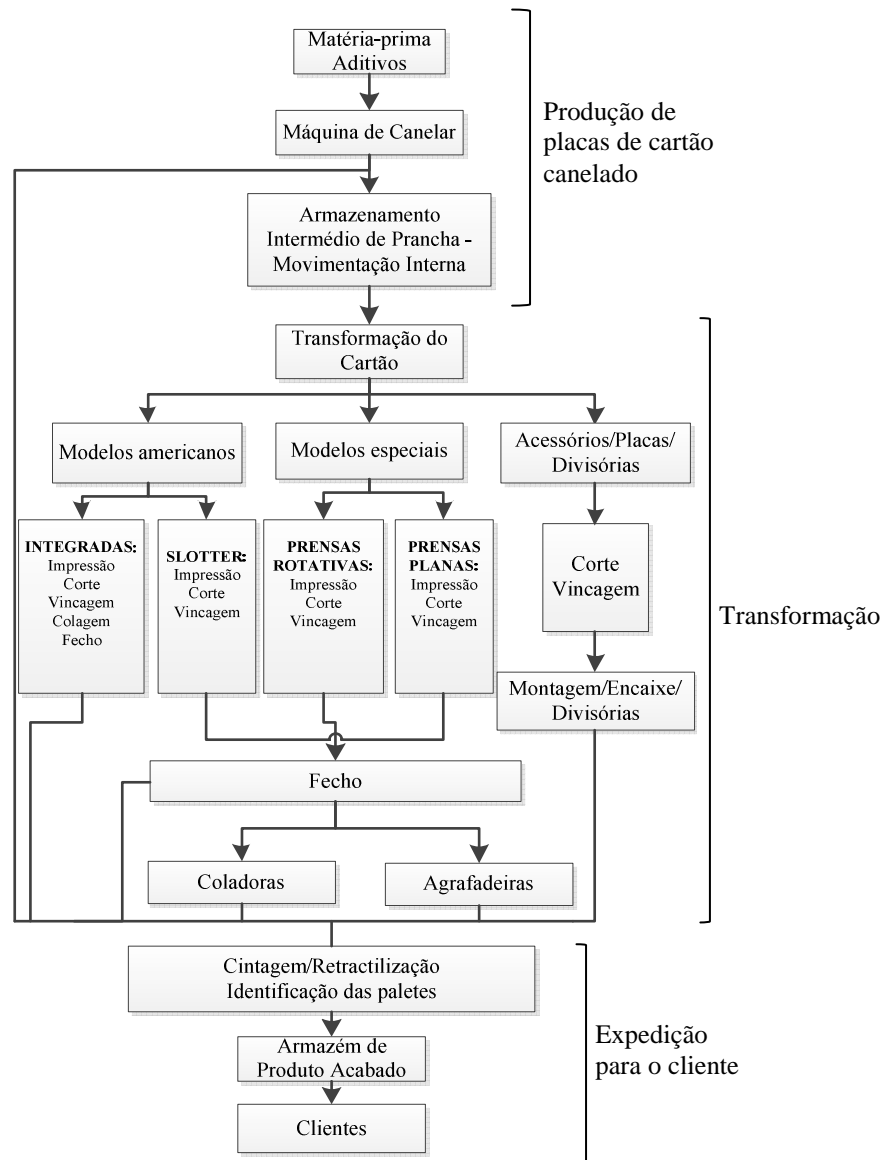 Matéria-prima
Aditivos
Produção de
placas de cartão
canelado
Máquina de Canelar
Armazenamento
Intermédio de Prancha -
Movimentação Interna
Transformação do
Cartão
Modelos americanos
Modelos especiais
Acessórios/Placas/
Divisórias
INTEGRADAS:
Impressão
Corte
Vincagem
Colagem
Fecho
SLOTTER:
Impressão
Corte
Vincagem
PRENSAS
ROTATIVAS:
Impressão
Corte
Vincagem
PRENSAS
PLANAS:
Impressão
Corte
Vincagem
Corte
Vincagem
Transformação
Montagem/Encaixe/
Divisórias
Fecho
Coladoras
Agrafadeiras
Cintagem/Retractilização
Identificação das paletes
Expedição
para o cliente
Armazém de
Produto Acabado
Clientes